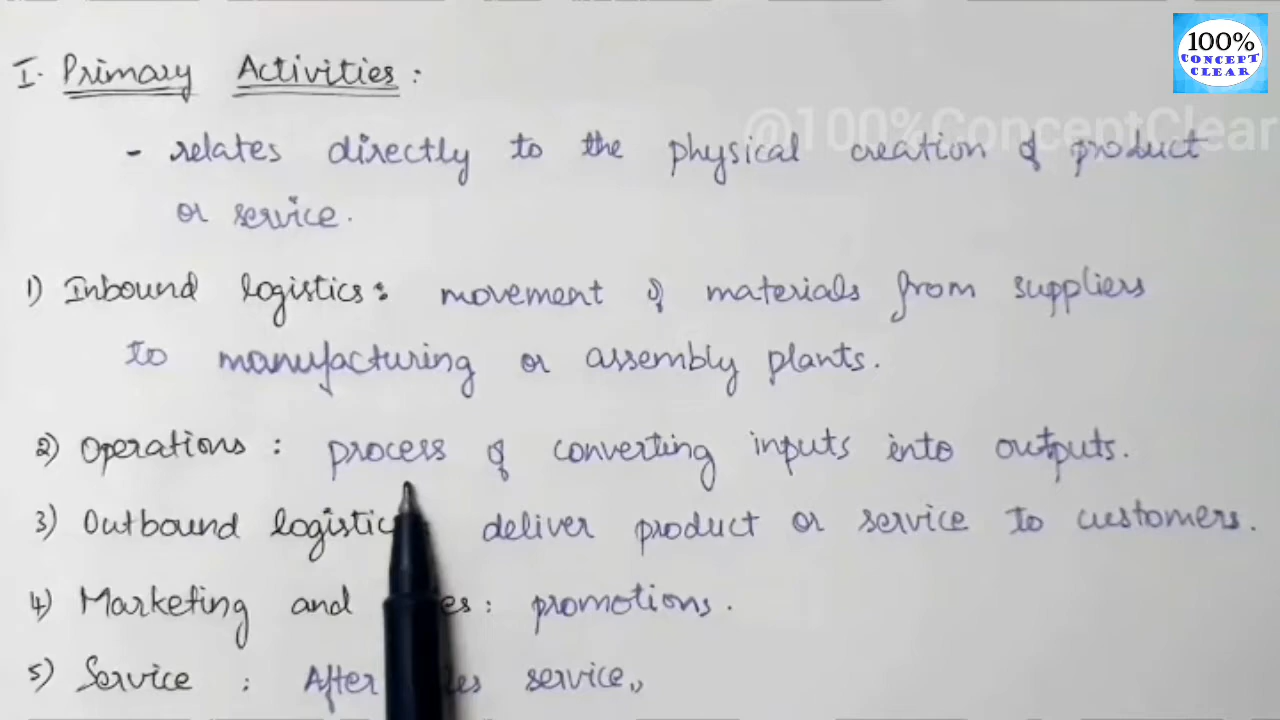 100%
CONCEPT
CLEAR
@100%ConceptClear
I. Primary Activities :
- relates directly to the physical creation of product
or service.
1) Inbound logistics : movement of materials from suppliers
to manufacturing or assembly plants.
2) Operations : process of converting inputs into outputs.
3) Outbound logistic deliver product or service to customers.
4) Marketing and es : promotions.
5) Service : After les service,,